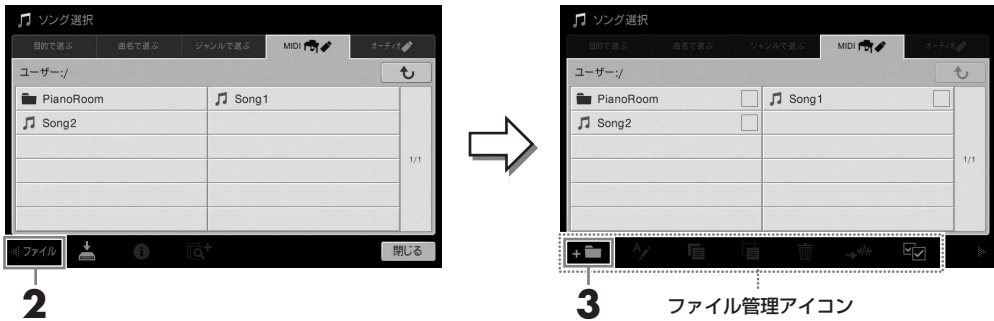 ソング選択
目的で選ぶ 曲名で選ぶ ジャンルで選ぶ MIDI オーディオ
ユーザー:/
PianoRoom Song1
Song2
1/1
ファイル 閉じる
2
ソング選択
目的で選ぶ 曲名で選ぶ ジャンルで選ぶ MIDI オーディオ
ユーザー:/
PianoRoom Song1
Song2
1/1
3
ファイル管理アイコン